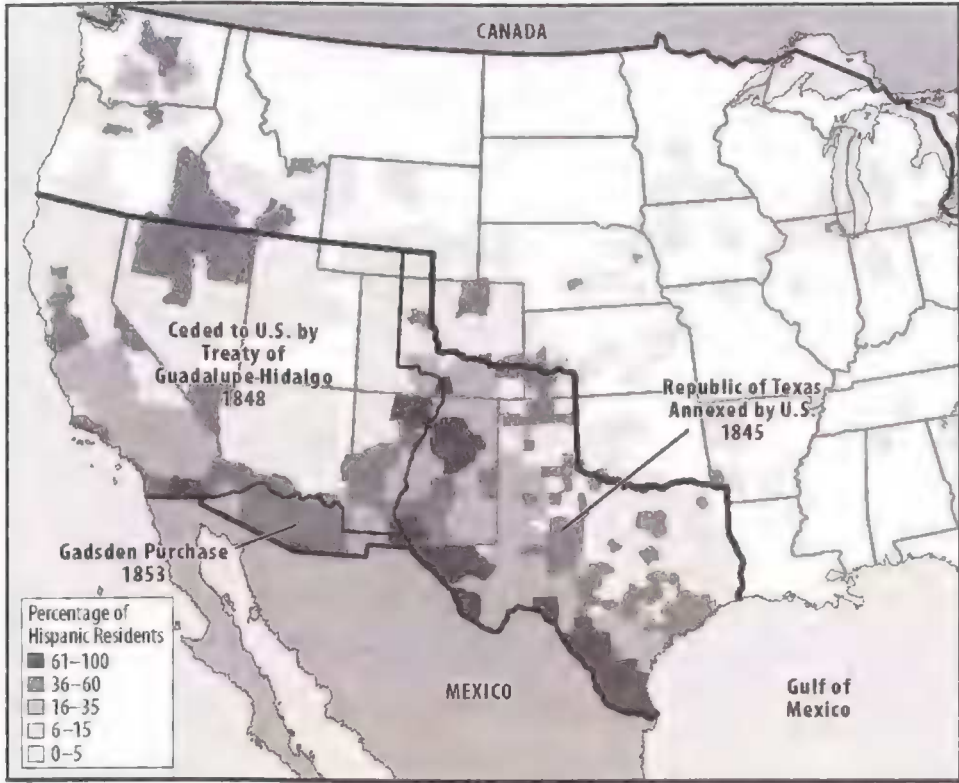 CANADA
Ceded to U.S. by
Treaty of
Guadalupe-Hidalgo
1848
Republic of Texas
Annexed by U.S.
1845
Gadsden Purchase
1853
Percentage of
Hispanic Residents
61–100
36–60
16–35
6–15
0–5
MEXICO
Gulf of
Mexico